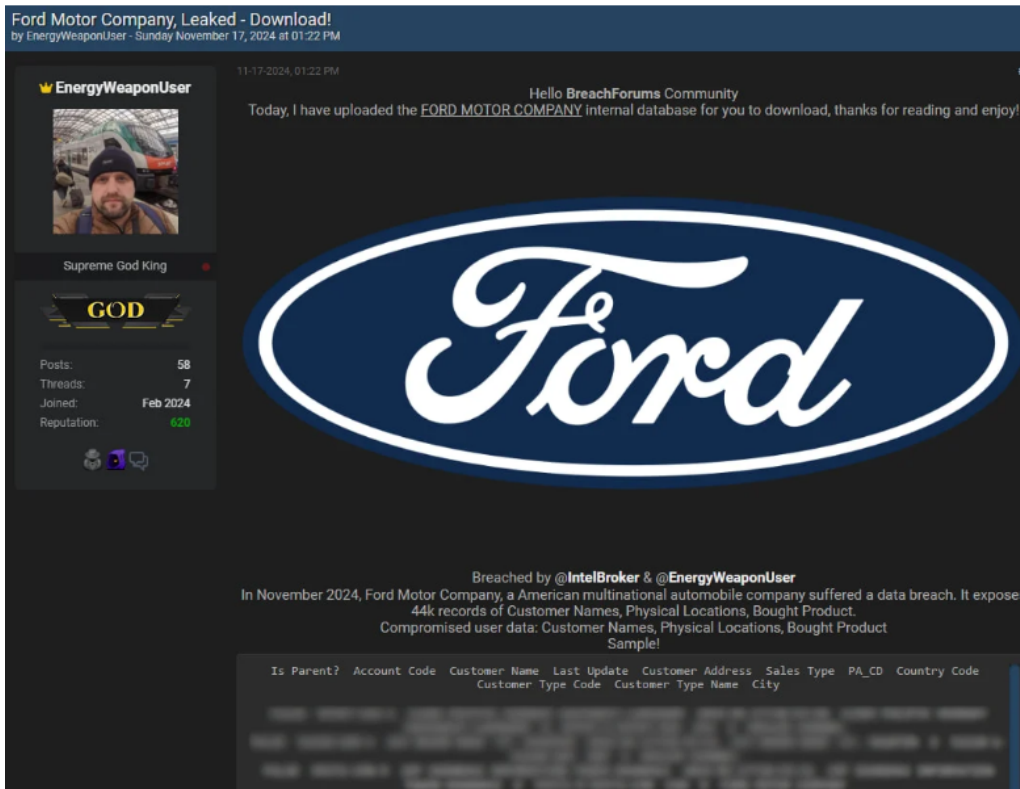 Ford Motor Company, Leaked - Download!
by EnergyWeaponUser - Sunday November 17, 2024 at 01:22 PM
EnergyWeaponUser
Supreme God King
GOD
Posts: 58
Threads: 7
Joined: Feb 2024
Reputation: 620
11-17-2024, 01:22 PM
Hello BreachForums Community
Today, I have uploaded the FORD MOTOR COMPANY internal database for you to download, thanks for reading and enjoy!
Ford
Breached by @IntelBroker & @EnergyWeaponUser
In November 2024, Ford Motor Company, a American multinational automobile company suffered a data breach. It expose
44k records of Customer Names, Physical Locations, Bought Product.
Compromised user data: Customer Names, Physical Locations, Bought Product
Sample!
Is Parent? Account Code Customer Name Last Update Customer Address Sales Type PA_CD Country Code
Customer Type Code Customer Type Name City